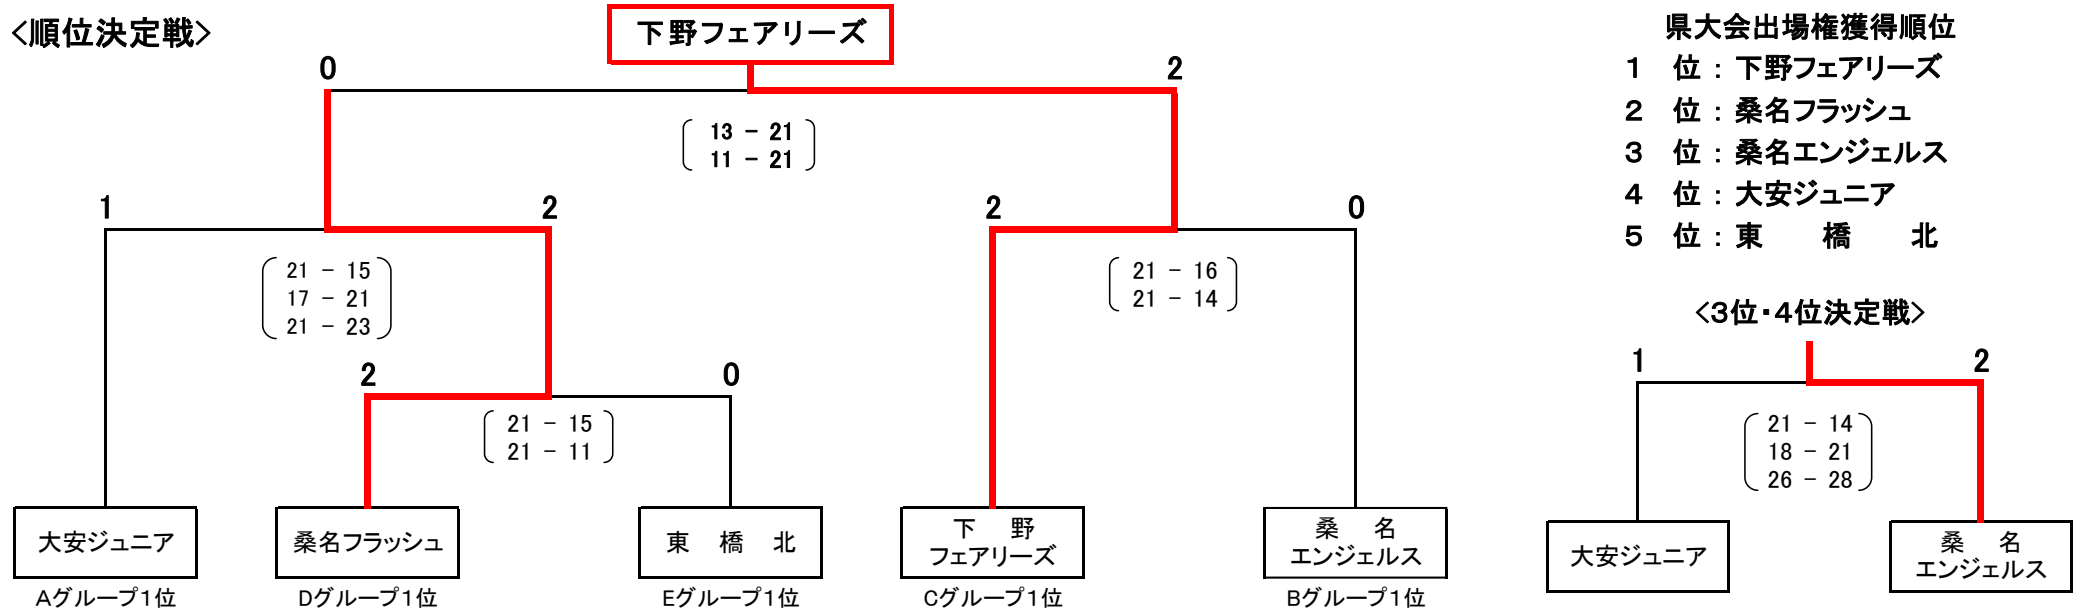 <順位決定戦>
下野フェアリーズ
0
2
13 － 21
11 － 21
1
2
2
0
21 － 15
17 － 21
21 － 23
21 － 16
21 － 14
2
0
21 － 15
21 － 11
大安ジュニア
桑名フラッシュ
東 橋 北
下 野
フェアリーズ
桑 名
エンジェルス
Aグループ１位
Dグループ１位
Eグループ１位
Cグループ１位
Bグループ１位
県大会出場権獲得順位
１ 位：下野フェアリーズ
２ 位：桑名フラッシュ
３ 位：桑名エンジェルス
４ 位：大安ジュニア
５ 位：東 橋 北
<３位・４位決定戦>
1
2
21 － 14
18 － 21
26 － 28
大安ジュニア
桑 名
エンジェルス